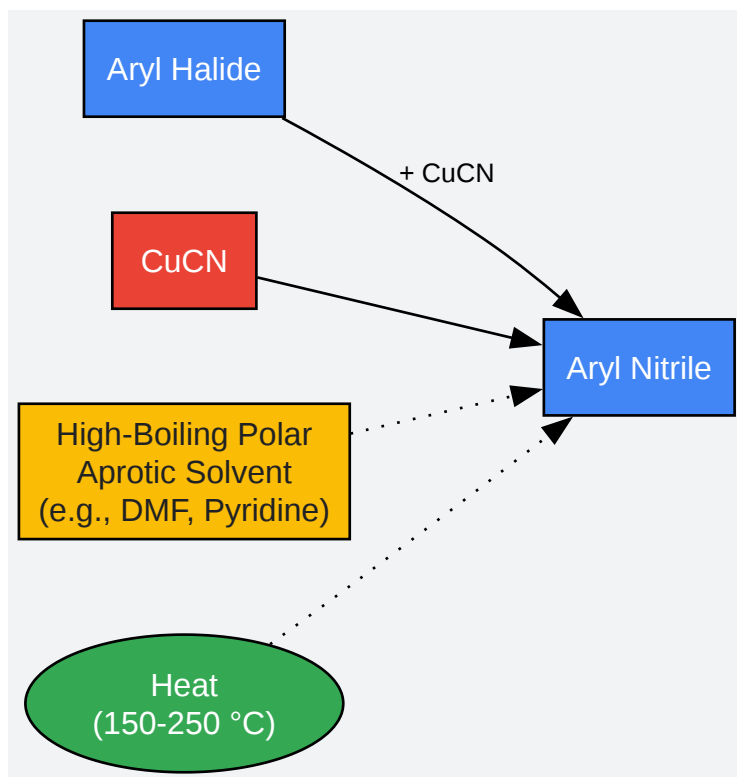 Aryl Halide
+ CuCN
CuCN
Aryl Nitrile
High-Boiling Polar
Aprotic Solvent
(e.g., DMF, Pyridine)
Heat
(150-250 °C)